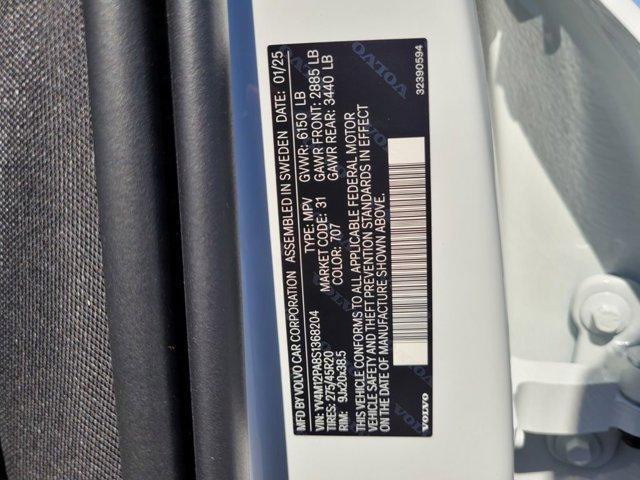 MFD BY VOLVO CAR CORPORATION ASSEMBLED IN SWEDEN DATE: 01/25
VIN: YV4M12PA8S1368204 TYPE: MPV GVWR: 6150 LB
TIRES: 275/45R20 MARKET CODE: 31 GAWR FRONT: 2885 LB
RIM: 9Jx20x38.5 COLOR: 707 GAWR REAR: 3440 LB
THIS VEHICLE CONFORMS TO ALL APPLICABLE FEDERAL MOTOR
VEHICLE SAFETY AND THEFT PREVENTION STANDARDS IN EFFECT
ON THE DATE OF MANUFACTURE SHOWN ABOVE.
VOLVO
32390594